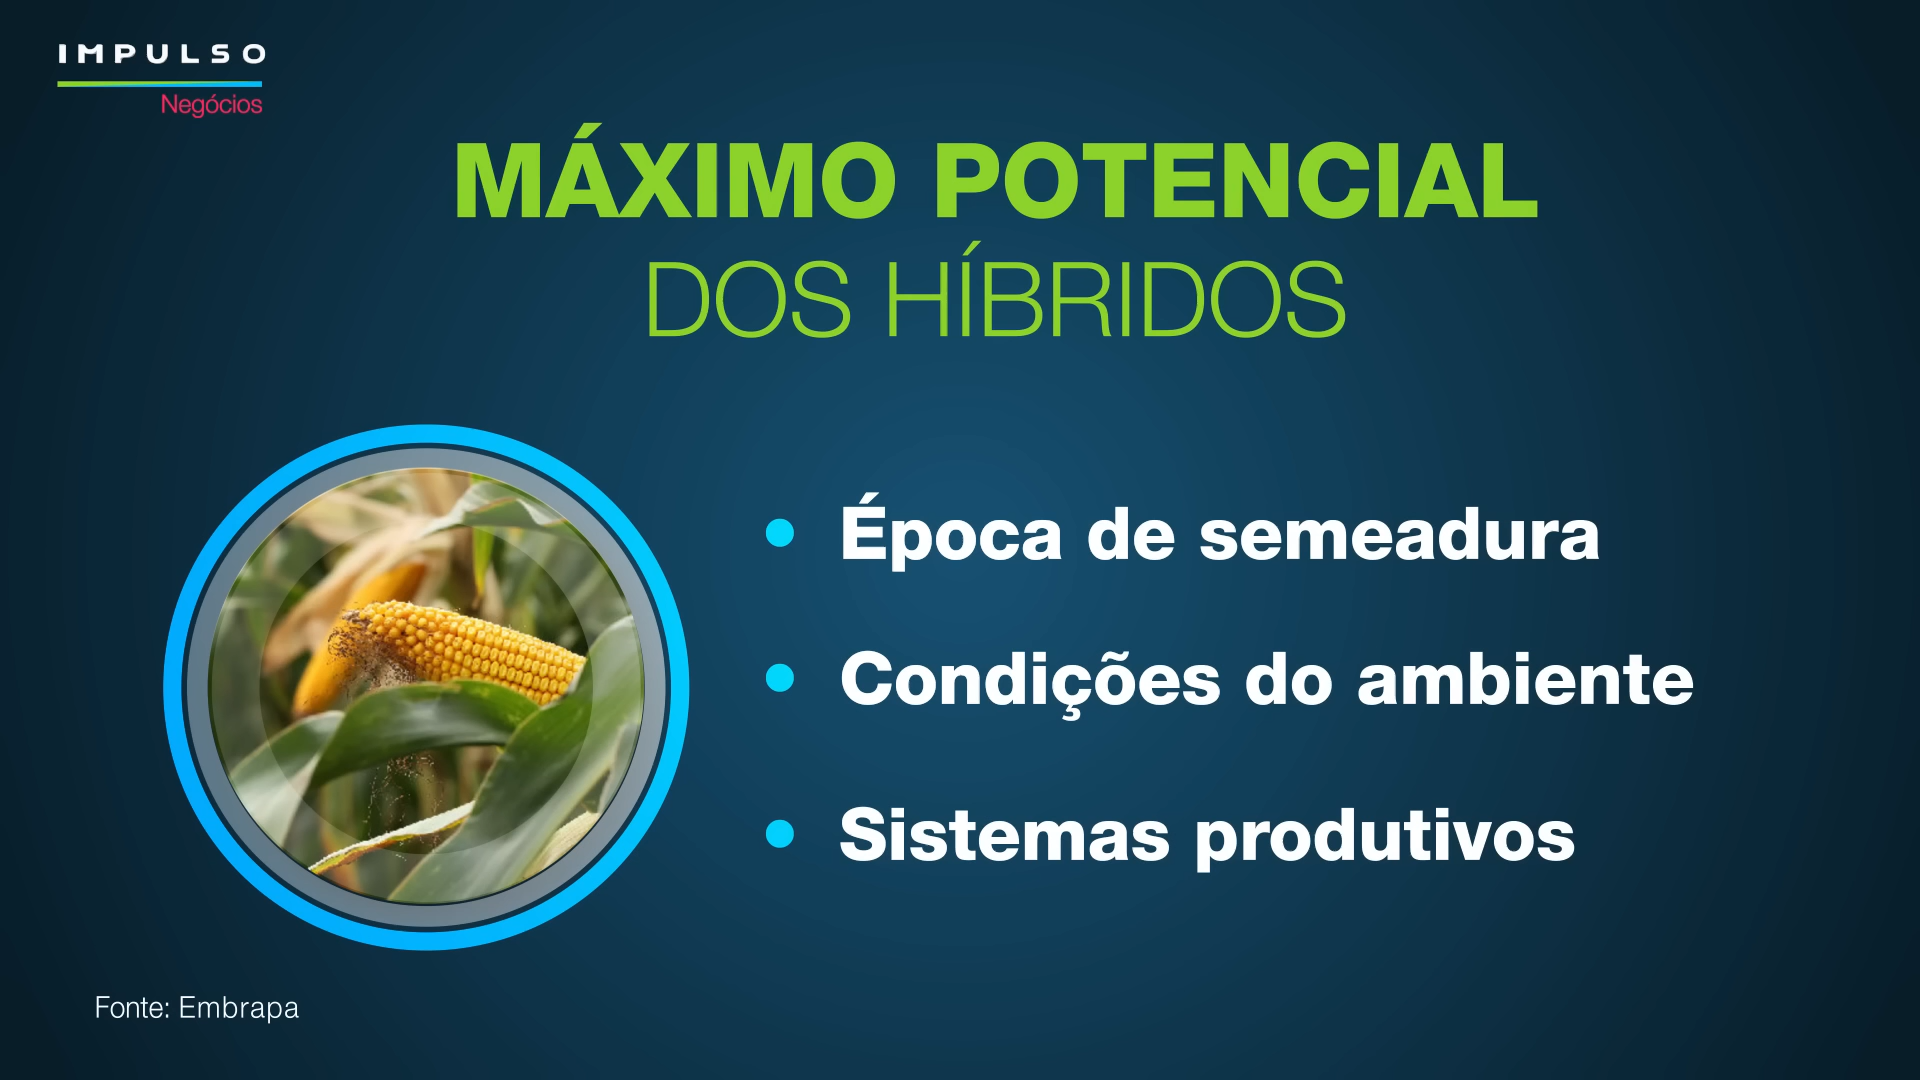 IMPULSO
Negócios
MÁXIMO POTENCIAL
DOS HÍBRIDOS
• Época de semeadura
• Condições do ambiente
• Sistemas produtivos
Fonte: Embrapa